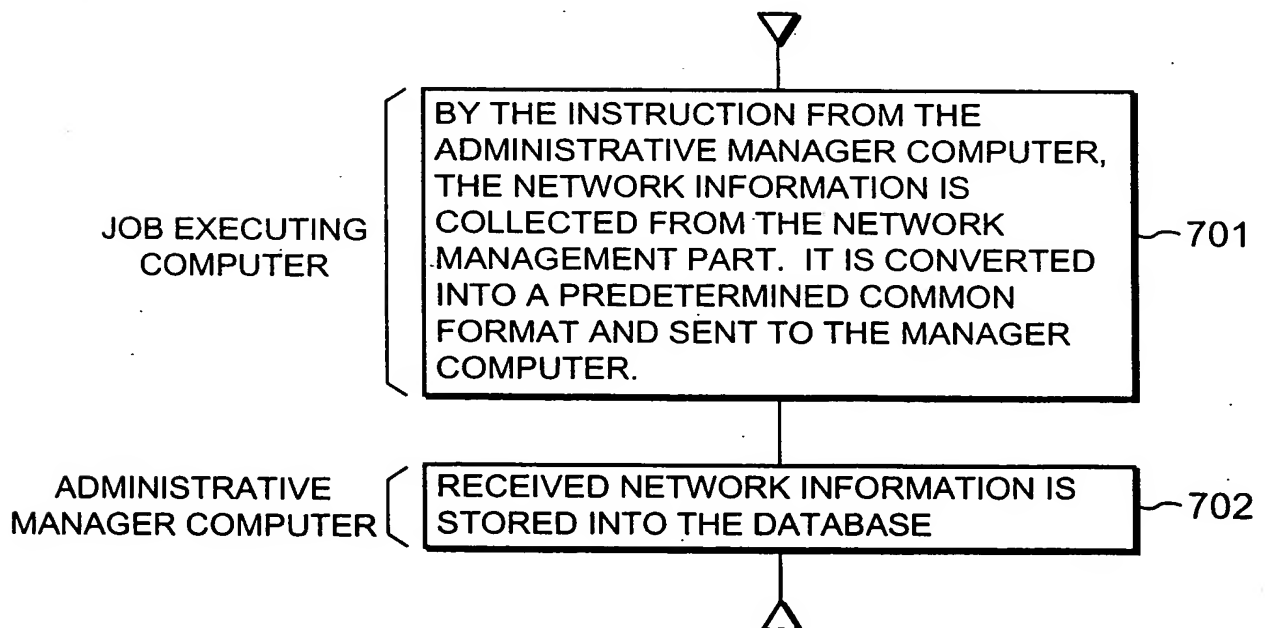 BY THE INSTRUCTION FROM THE
ADMINISTRATIVE MANAGER COMPUTER,
THE NETWORK INFORMATION IS
COLLECTED FROM THE NETWORK
MANAGEMENT PART. IT IS CONVERTED
INTO A PREDETERMINED COMMON
FORMAT AND SENT TO THE MANAGER
COMPUTER.
JOB EXECUTING
COMPUTER
701
ADMINISTRATIVE
MANAGER COMPUTER
RECEIVED NETWORK INFORMATION IS
STORED INTO THE DATABASE
702